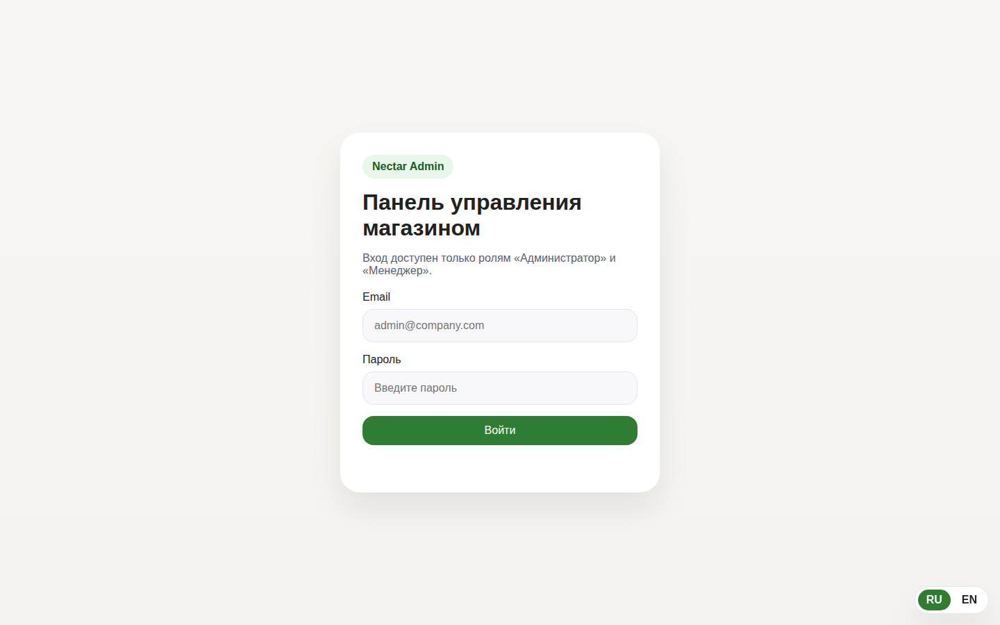 Nectar Admin
Панель управления
магазином
Вход доступен только ролям «Администратор» и
«Менеджер».
Email
admin@company.com
Пароль
Введите пароль
Войти
RU EN